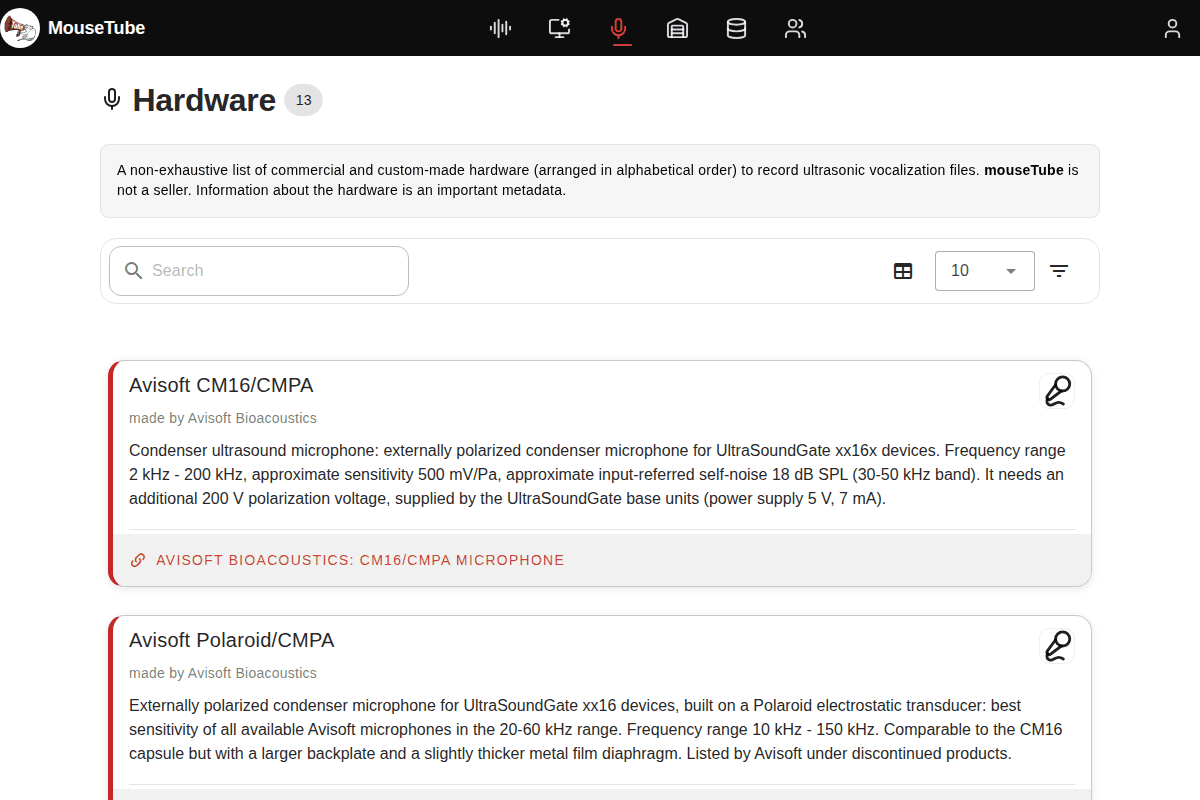 MouseTube
Hardware 13
A non-exhaustive list of commercial and custom-made hardware (arranged in alphabetical order) to record ultrasonic vocalization files. mouseTube is
not a seller. Information about the hardware is an important metadata.
Search
10
Avisoft CM16/CMPA
made by Avisoft Bioacoustics
Condenser ultrasound microphone: externally polarized condenser microphone for UltraSoundGate xx16x devices. Frequency range
2 kHz - 200 kHz, approximate sensitivity 500 mV/Pa, approximate input-referred self-noise 18 dB SPL (30-50 kHz band). It needs an
additional 200 V polarization voltage, supplied by the UltraSoundGate base units (power supply 5 V, 7 mA).
AVISOFT BIOACOUSTICS: CM16/CMPA MICROPHONE
Avisoft Polaroid/CMPA
made by Avisoft Bioacoustics
Externally polarized condenser microphone for UltraSoundGate xx16 devices, built on a Polaroid electrostatic transducer: best
sensitivity of all available Avisoft microphones in the 20-60 kHz range. Frequency range 10 kHz - 150 kHz. Comparable to the CM16
capsule but with a larger backplate and a slightly thicker metal film diaphragm. Listed by Avisoft under discontinued products.